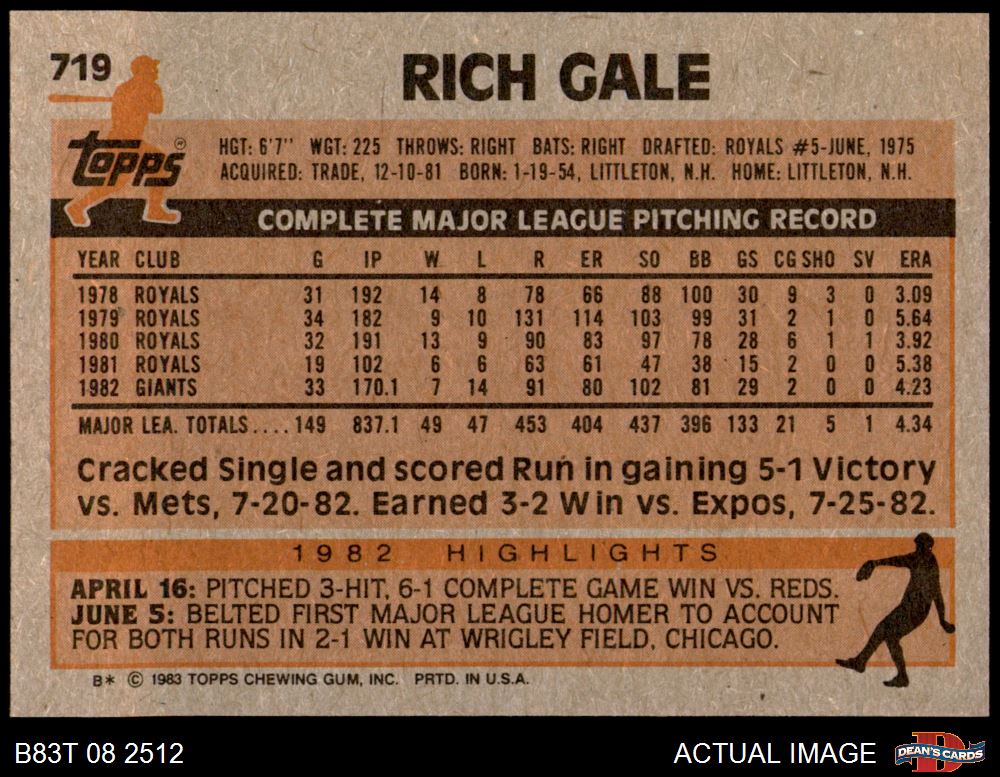 719
RICH GALE
topps®
HGT: 6'7" WGT: 225 THROWS: RIGHT BATS: RIGHT DRAFTED: ROYALS #5-JUNE, 1975
ACQUIRED: TRADE, 12-10-81 BORN: 1-19-54, LITTLETON, N.H. HOME: LITTLETON, N.H.
COMPLETE MAJOR LEAGUE PITCHING RECORD
YEAR CLUB G IP W L R ER SO BB GS CG SHO SV ERA
1978 ROYALS 31 192 14 8 78 66 88 100 30 9 3 0 3.09
1979 ROYALS 34 182 9 10 131 114 103 99 31 2 1 0 5.64
1980 ROYALS 32 191 13 9 90 83 97 78 28 6 1 1 3.92
1981 ROYALS 19 102 6 6 63 61 47 38 15 2 0 0 5.38
1982 GIANTS 33 170.1 7 14 91 80 102 81 29 2 0 0 4.23
MAJOR LEA. TOTALS.... 149 837.1 49 47 453 404 437 396 133 21 5 1 4.34
Cracked Single and scored Run in gaining 5-1 Victory
vs. Mets, 7-20-82. Earned 3-2 Win vs. Expos, 7-25-82.
1982 HIGHLIGHTS
APRIL 16: PITCHED 3-HIT, 6-1 COMPLETE GAME WIN VS. REDS.
JUNE 5: BELTED FIRST MAJOR LEAGUE HOMER TO ACCOUNT
FOR BOTH RUNS IN 2-1 WIN AT WRIGLEY FIELD, CHICAGO.
B* © 1983 TOPPS CHEWING GUM, INC. PRTD. IN U.S.A.
B83T 08 2512
ACTUAL IMAGE
D
DEAN'S CARDS